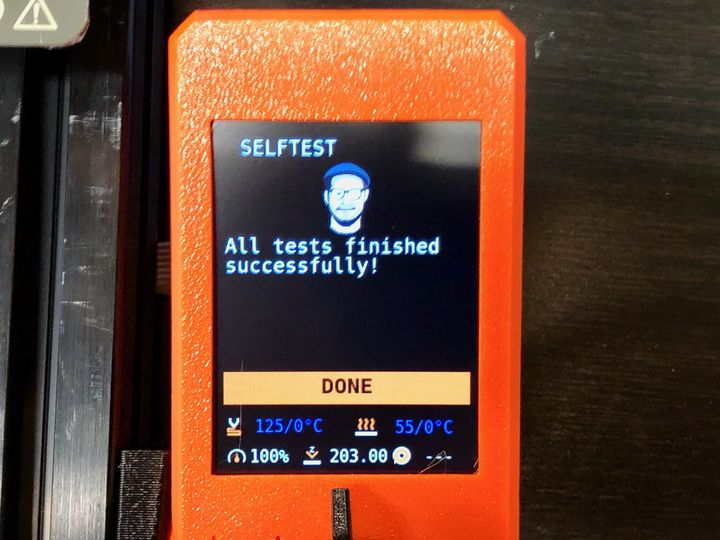 SELFTEST
All tests finished
successfully!
DONE
125/0°C 55/0°C
100% 203.00 ---